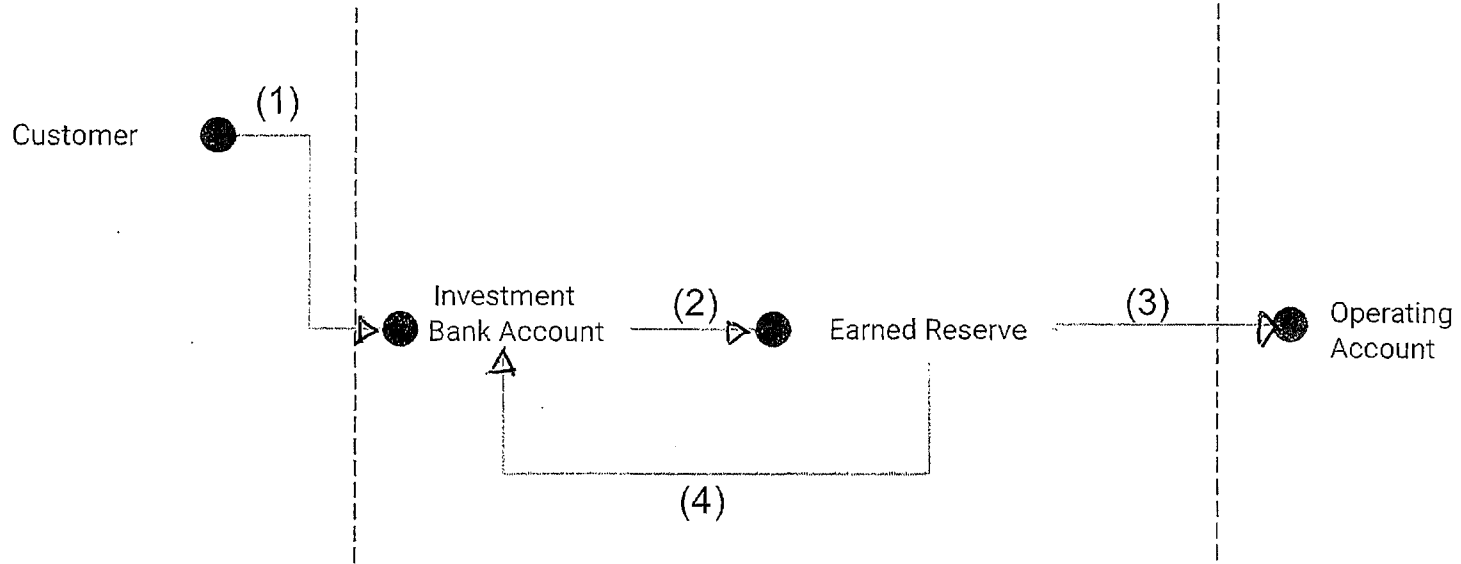 (1)
Customer
Investment
Bank Account
(2)
Earned Reserve
(3)
Operating
Account
(4)